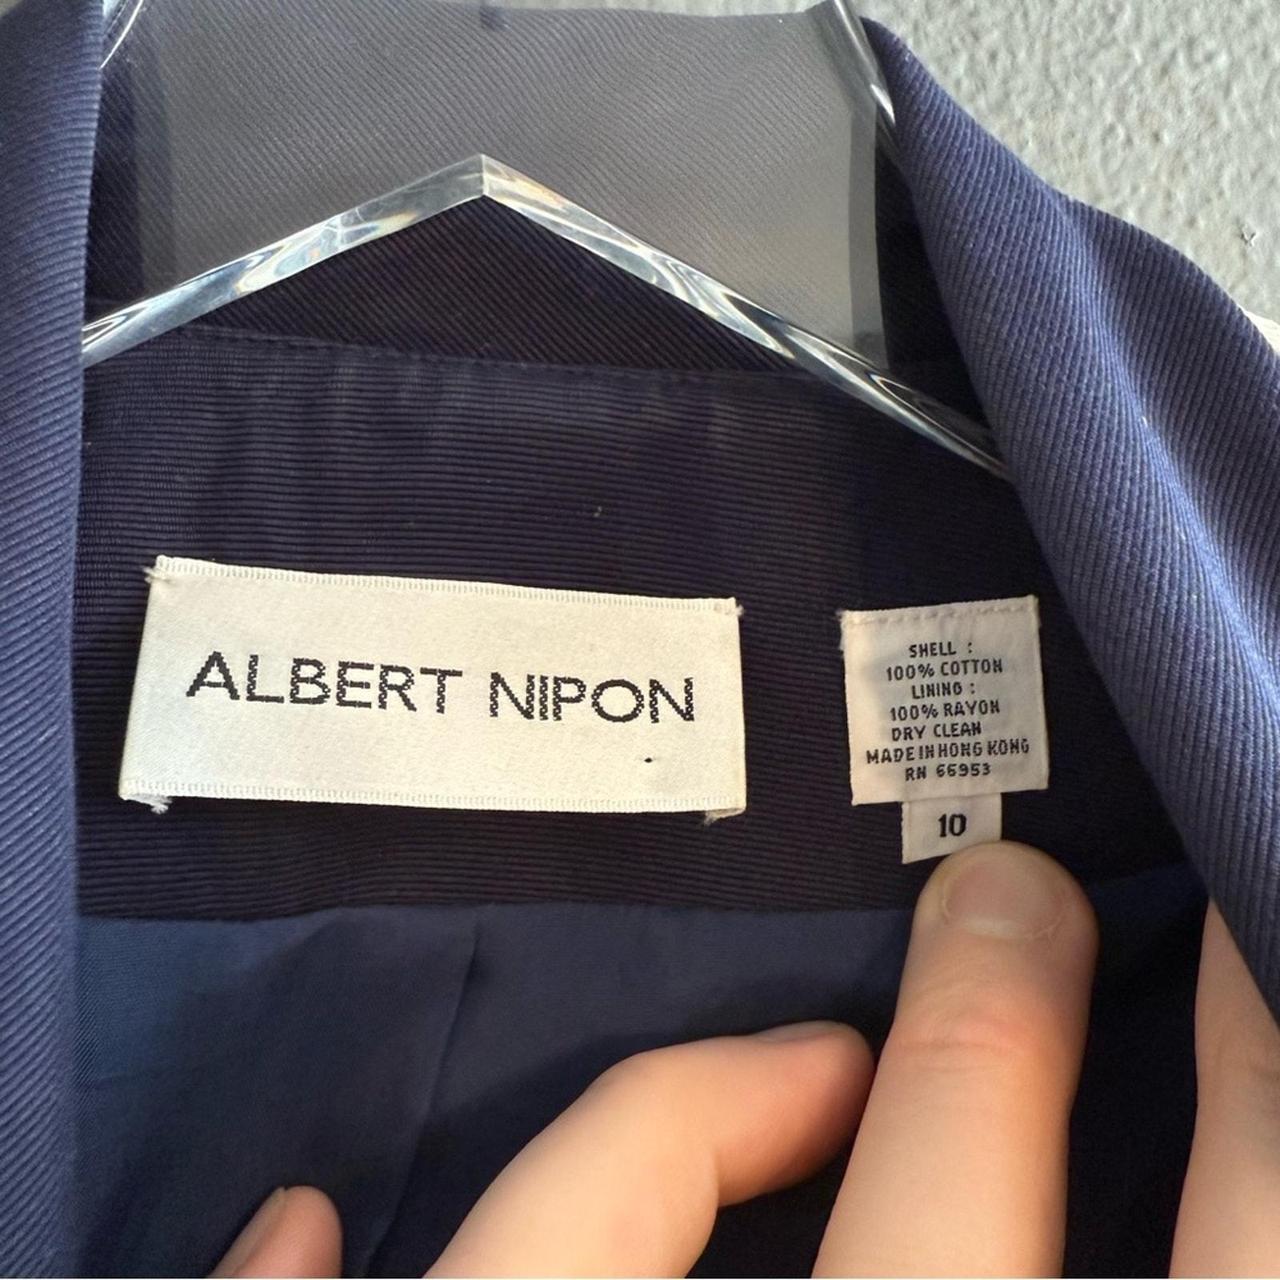 ALBERT NIPON
SHELL :
100% COTTON
LINING :
100% RAYON
DRY CLEAN
MADE IN HONG KONG
RN 66953
10